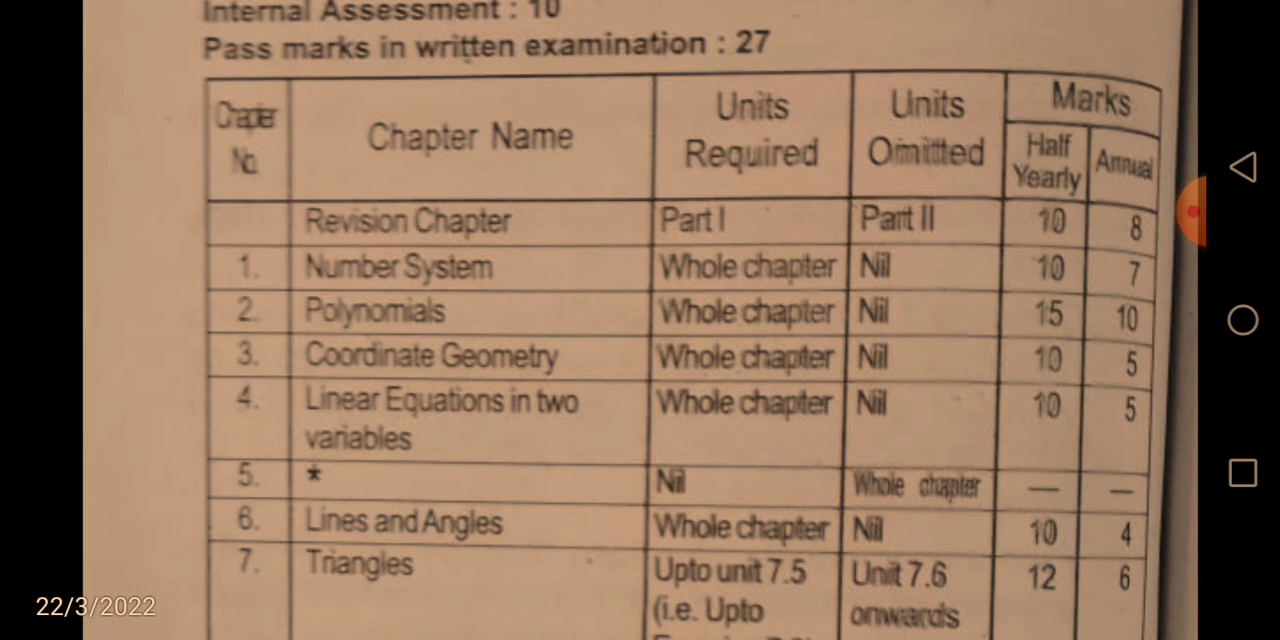 Internal Assessment : 10
Pass marks in written examination : 27
Chapter No. Chapter Name Units Required Units Omitted Marks
Half Yearly Annual
Revision Chapter Part I Part II 10 8
1. Number System Whole chapter Nil 10 7
2. Polynomials Whole chapter Nil 15 10
3. Coordinate Geometry Whole chapter Nil 10 5
4. Linear Equations in two Whole chapter Nil 10 5
variables
5. * Nil Whole chapter — —
6. Lines and Angles Whole chapter Nil 10 4
7. Triangles Upto unit 7.5 Unit 7.6 12 6
(i.e. Upto onwards
22/3/2022